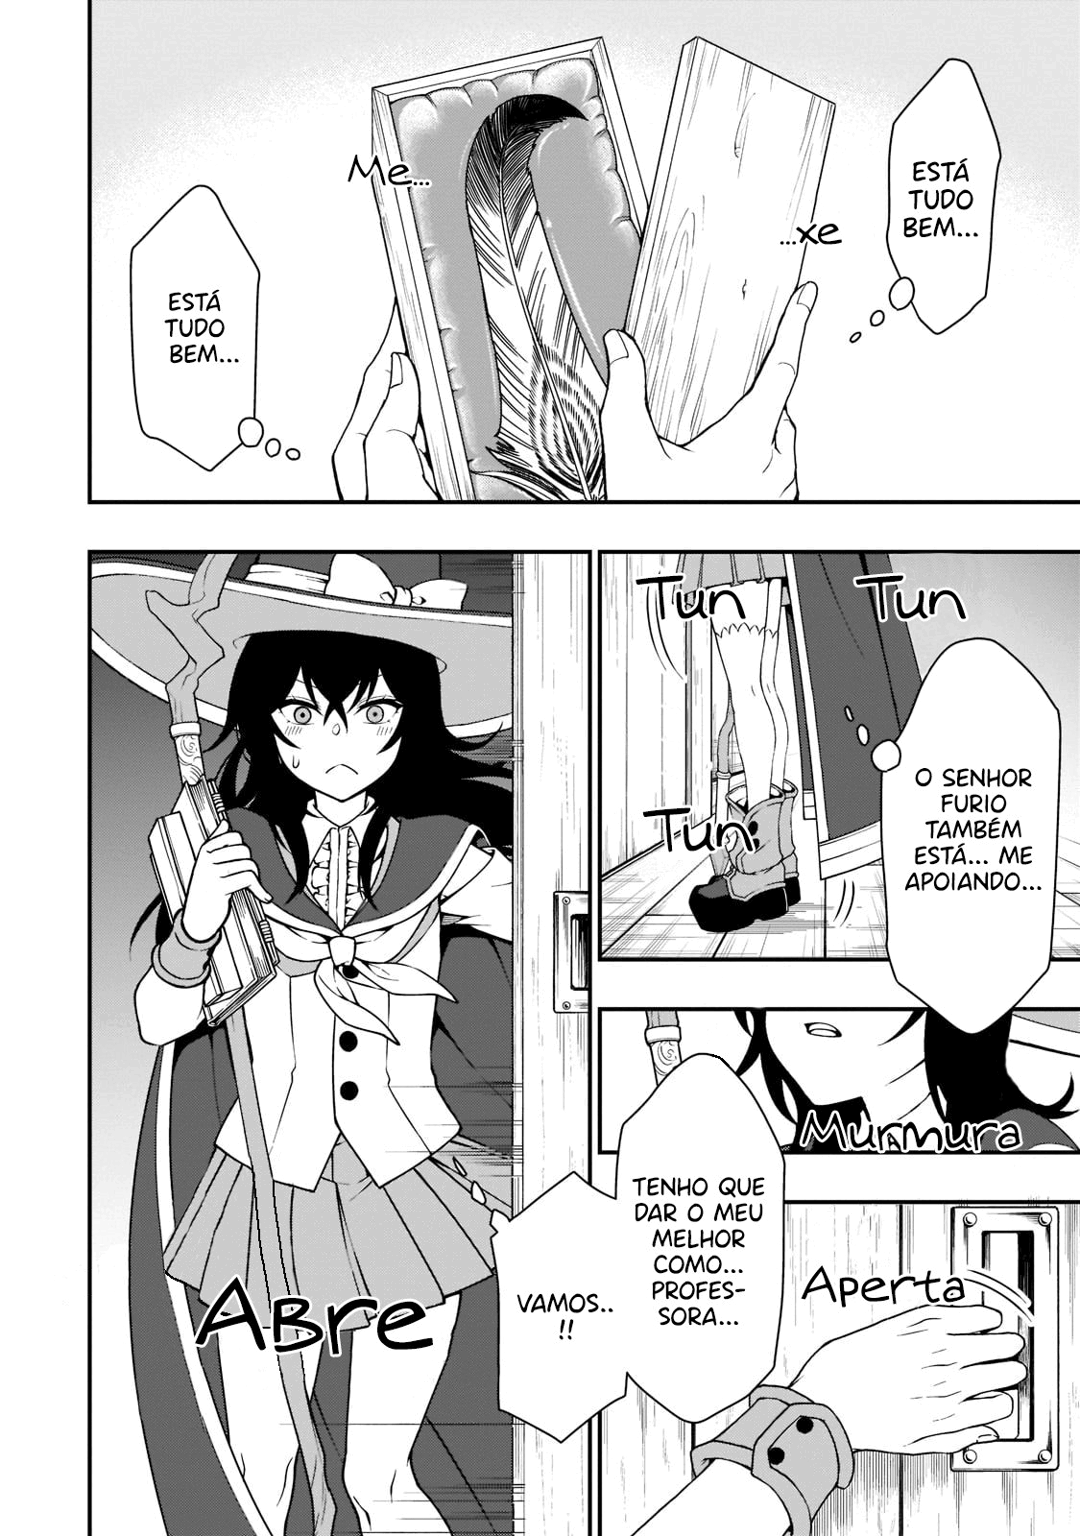 ESTÁ
TUDO
BEM...
...xe
Me...
ESTÁ
TUDO
BEM...
Tun
Tun
Tun
O SENHOR
FURIO
TAMBÉM
ESTÁ... ME
APOIANDO...
Murmura
TENHO QUE
DAR O MEU
MELHOR
COMO...
PROFES-
SORA...
Aperta
VAMOS..
!!
ABre